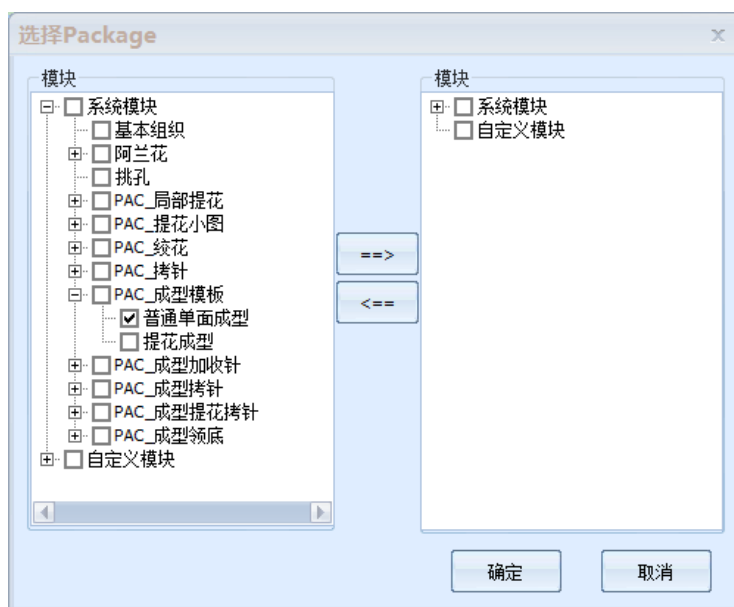 选择Package
x
模块
系统模块
基本组织
阿兰花
挑孔
PAC_局部提花
PAC_提花小图
PAC_绞花
PAC_拷针
PAC_成型模板
普通单面成型
提花成型
PAC_成型加收针
PAC_成型拷针
PAC_成型提花拷针
PAC_成型领底
自定义模块
==>
<==
模块
系统模块
自定义模块
确定
取消